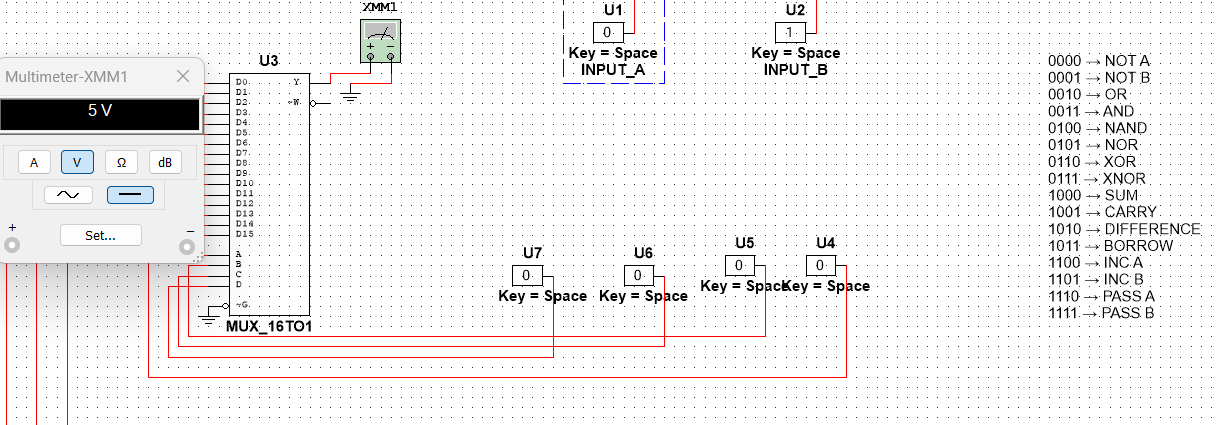 XMM1
U1
0
Key = Space
INPUT_A
U2
1
Key = Space
INPUT_B
Multimeter-XMM1
5 V
A V Ω dB
Set...
+
−
U3
D0
D1
D2
D3
D4
D5
D6
D7
D8
D9
D10
D11
D12
D13
D14
D15
A
B
C
D
~G
Y
~W
MUX_16TO1
U7
0
Key = Space
U6
0
Key = Space
U5
0
Key = Space
U4
0
Key = Space
0000 → NOT A
0001 → NOT B
0010 → OR
0011 → AND
0100 → NAND
0101 → NOR
0110 → XOR
0111 → XNOR
1000 → SUM
1001 → CARRY
1010 → DIFFERENCE
1011 → BORROW
1100 → INC A
1101 → INC B
1110 → PASS A
1111 → PASS B